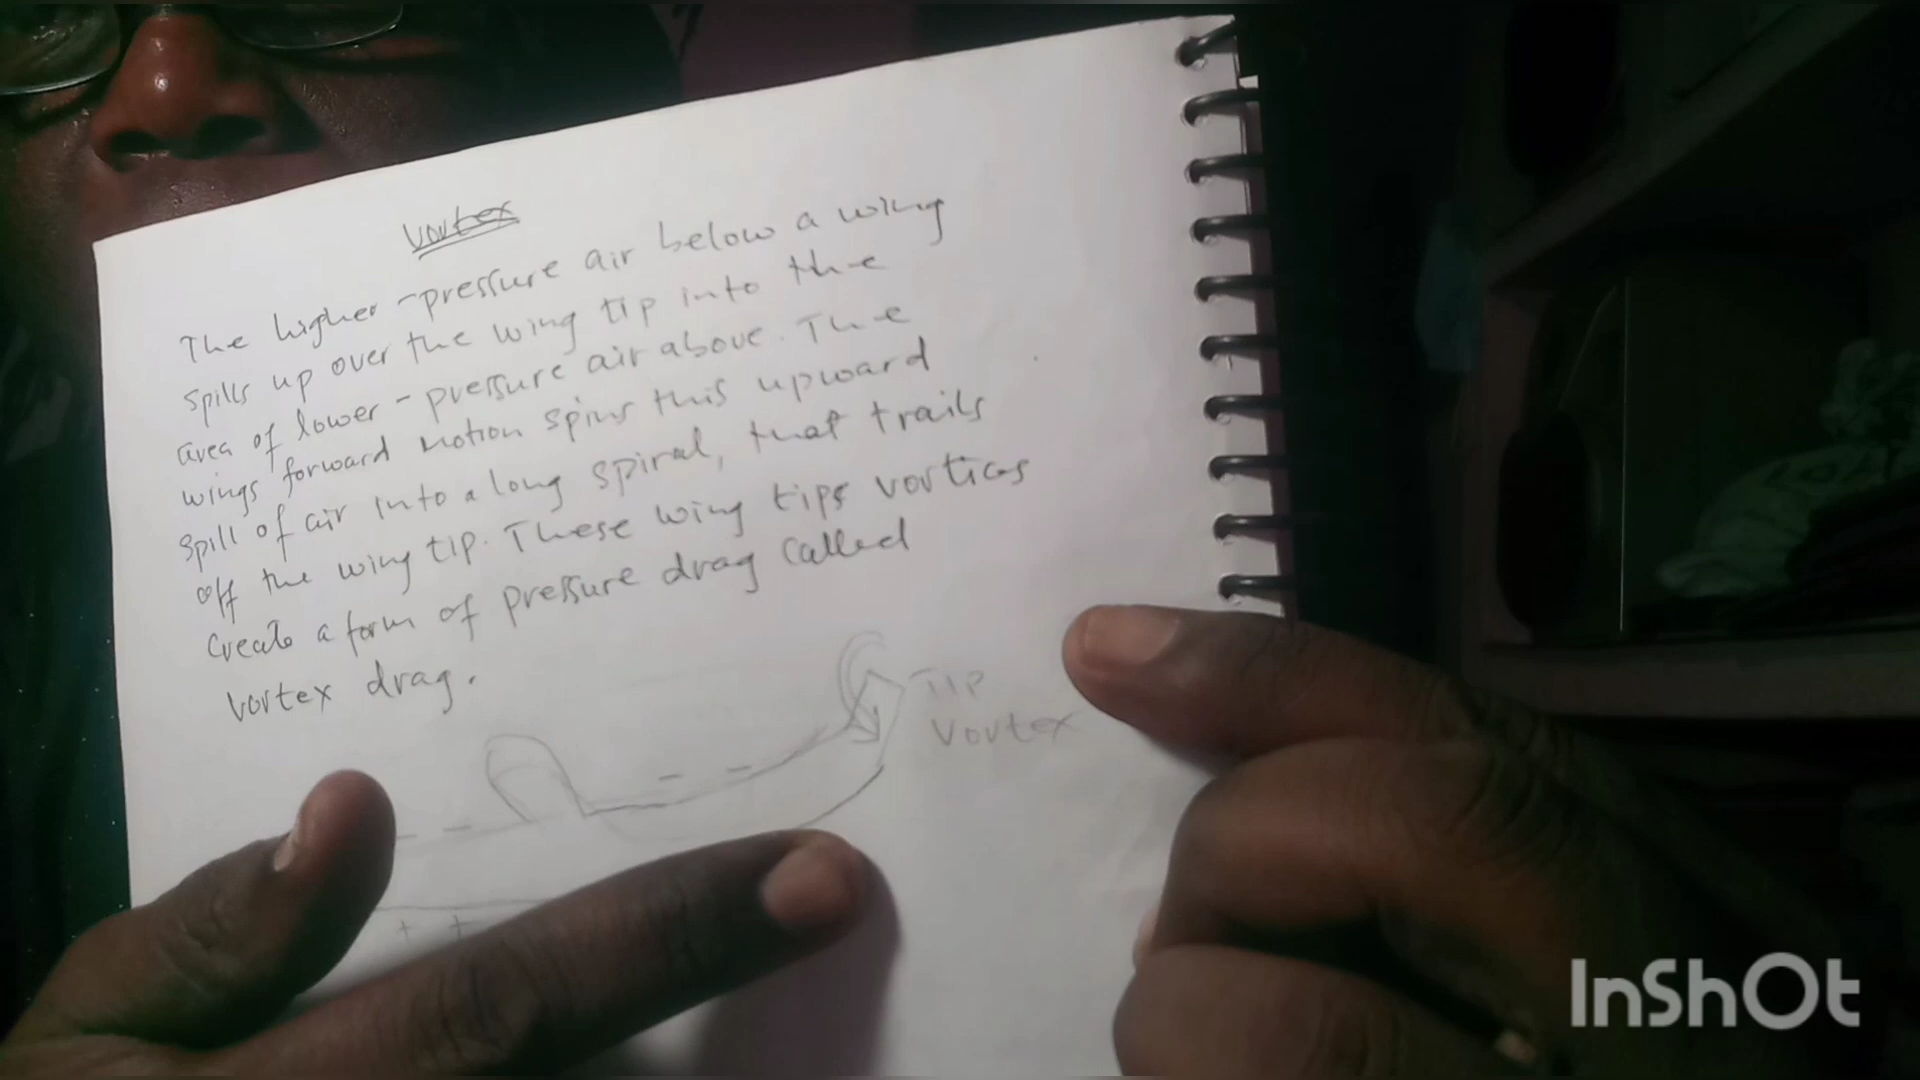 Vortex
The higher-pressure air below a wing
spills up over the wing tip into the
area of lower-pressure air above. The
wings forward motion spins this upward
spill of air into a long spiral, that trails
off the wing tip. These wing tips vortices
create a form of pressure drag called
vortex drag.
TIP
Vortex
- -
- -
+ +
InShOt